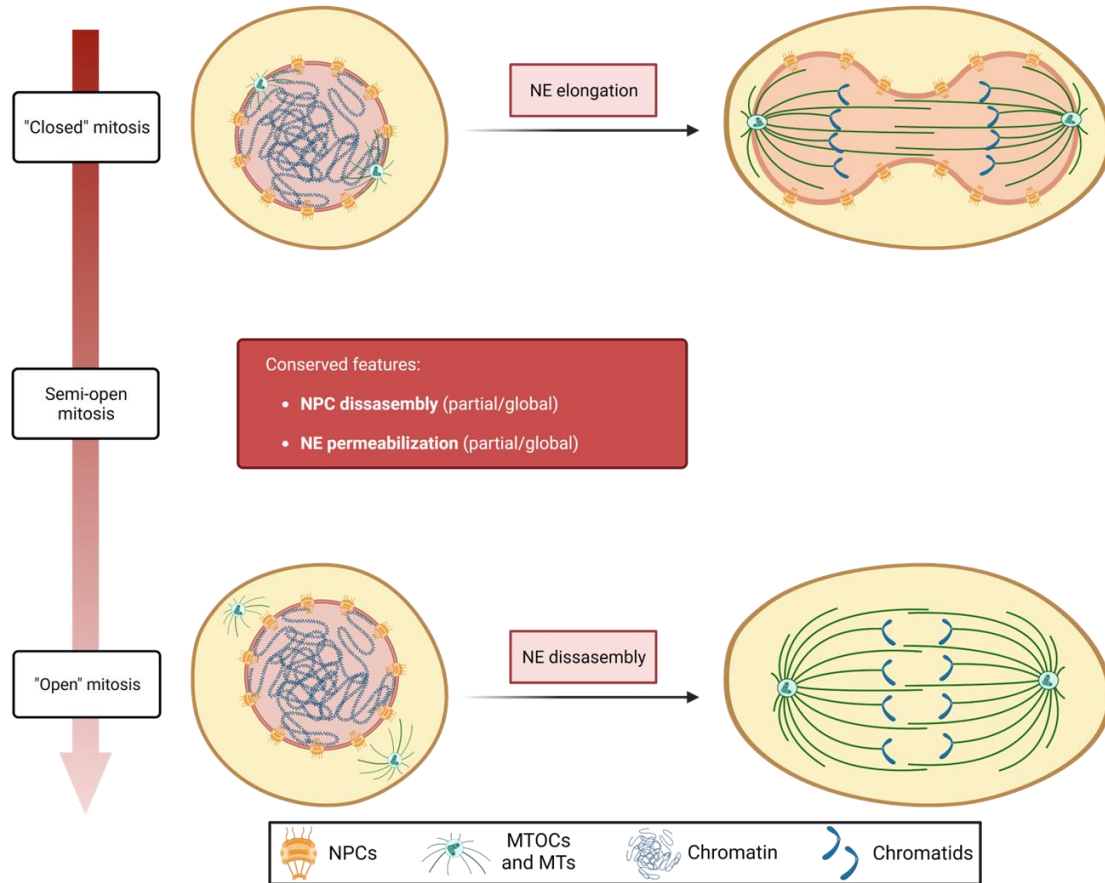 "Closed" mitosis
NE elongation
Semi-open
mitosis
Conserved features:
• NPC dissasembly (partial/global)
• NE permeabilization (partial/global)
"Open" mitosis
NE dissasembly
NPCs
MTOCs
and MTs
Chromatin
Chromatids